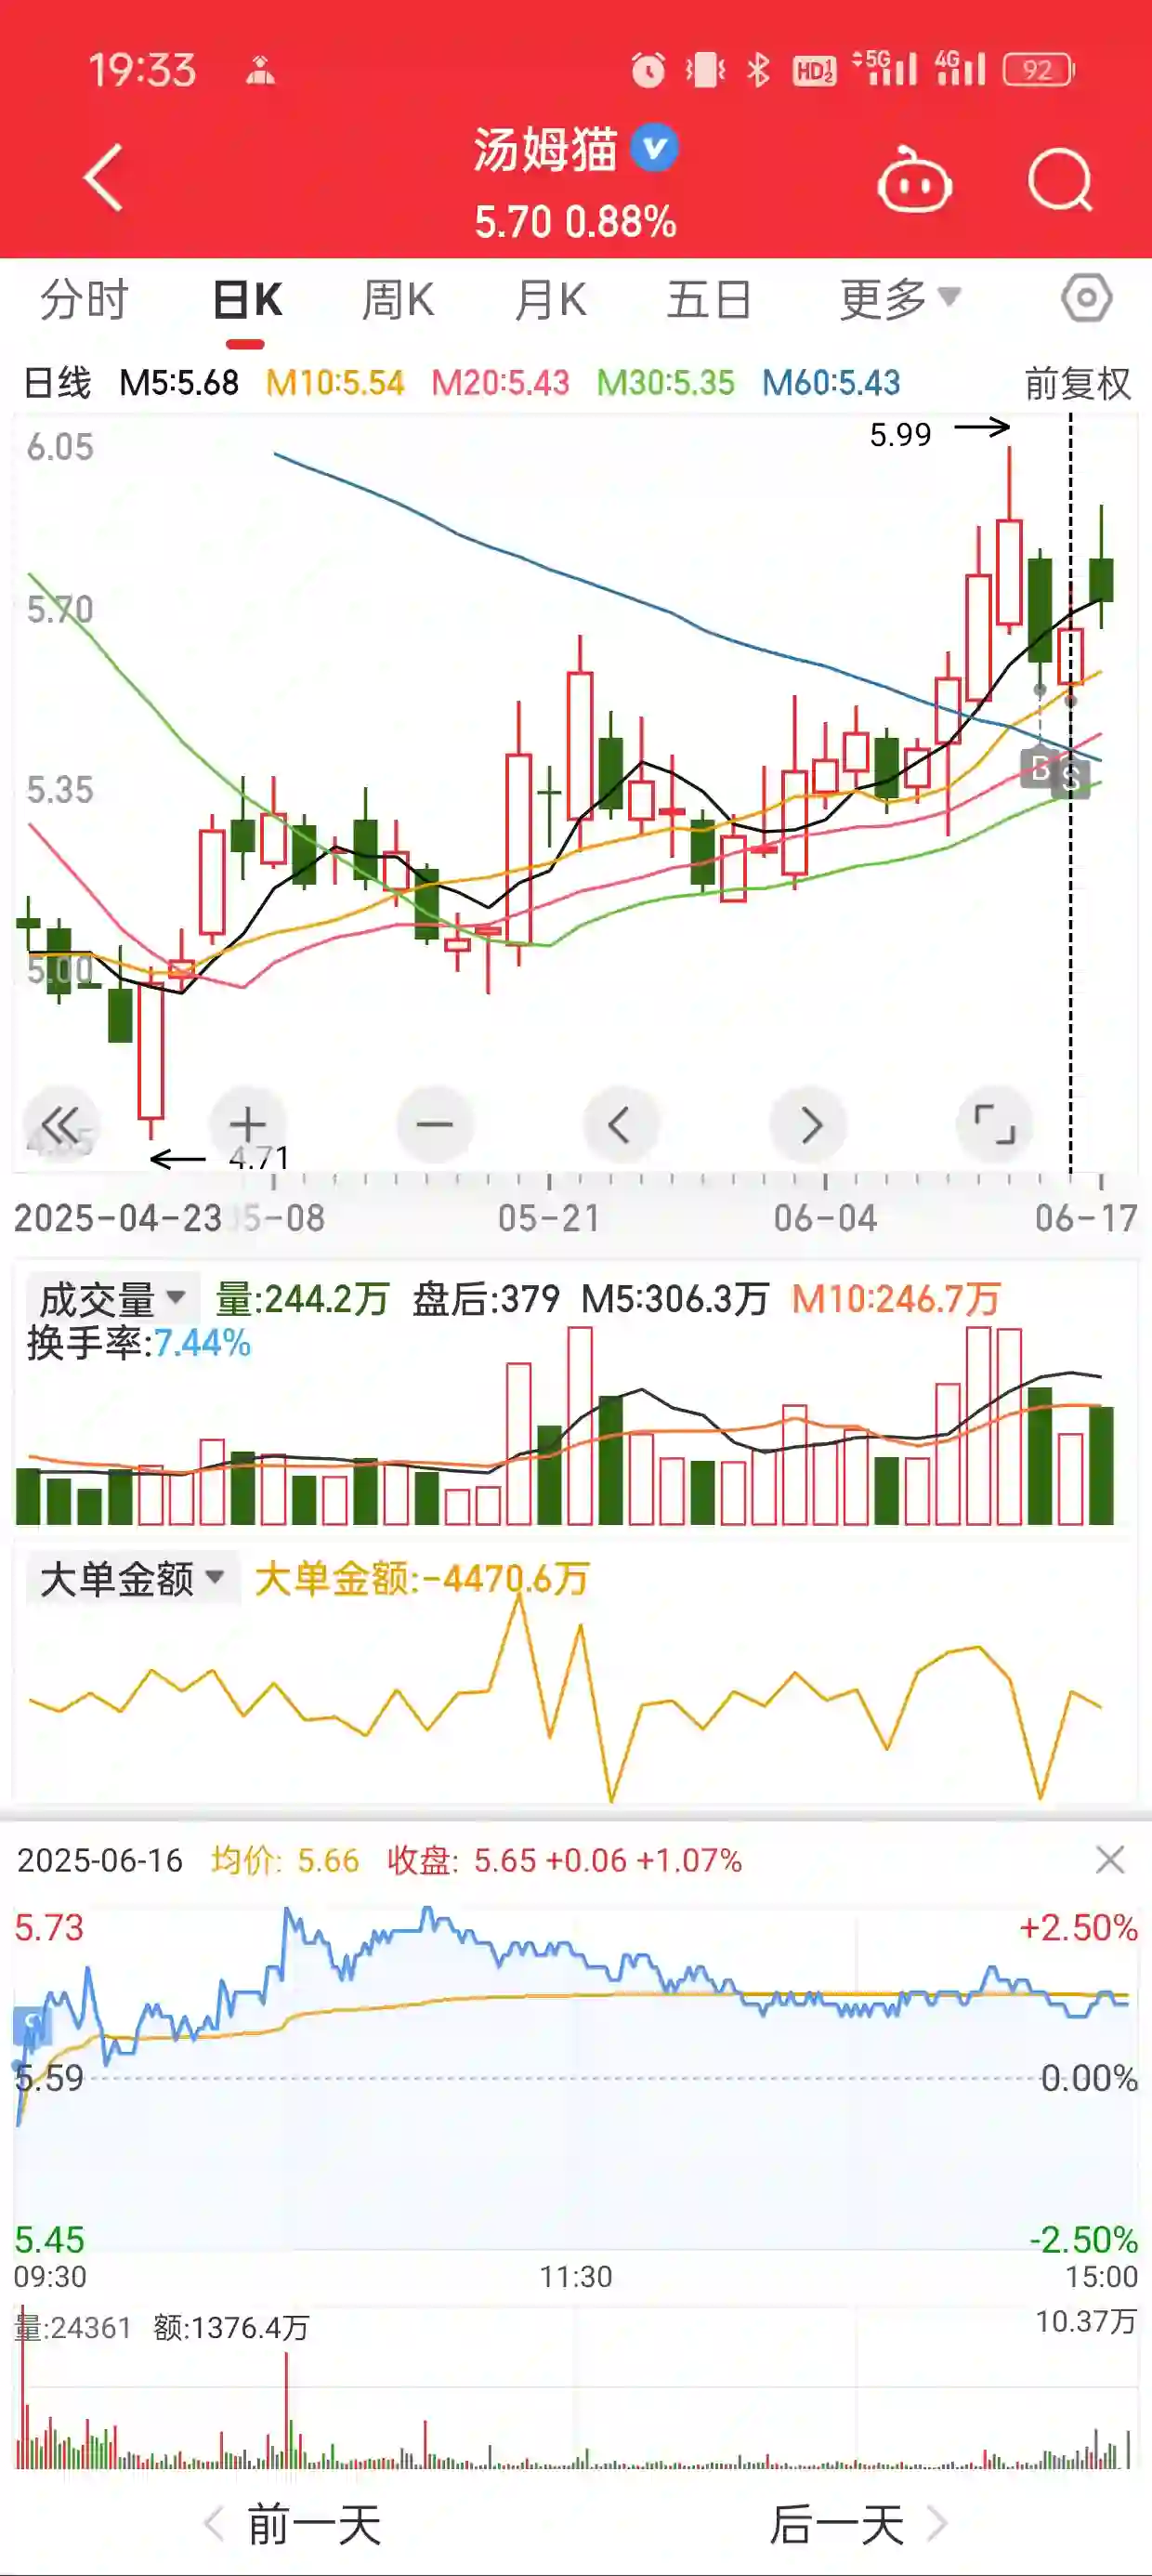 19:33 HD 1 2 5G 4G 92
汤姆猫
5.70 0.88%
分时 日K 周K 月K 五日 更多
日线 M5:5.68 M10:5.54 M20:5.43 M30:5.35 M60:5.43 前复权
6.05
5.99
5.70
5.35
B S
5.00
4.71
2025-04-23 05-08 05-21 06-04 06-17
成交量 量:244.2万 盘后:379 M5:306.3万 M10:246.7万
换手率:7.44%
大单金额 大单金额:-4470.6万
2025-06-16 均价: 5.66 收盘: 5.65 +0.06 +1.07%
5.73 +2.50%
S
5.59 0.00%
5.45 -2.50%
09:30 11:30 15:00
量:24361 额:1376.4万 10.37万
前一天 后一天